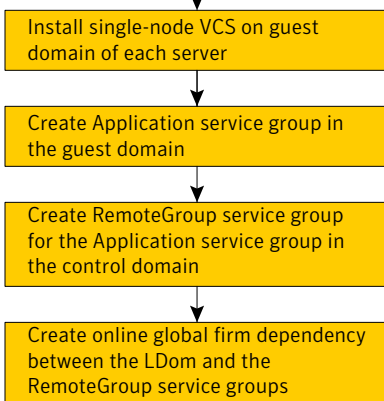 Install single-node VCS on guest
domain of each server
Create Application service group in
the guest domain
Create RemoteGroup service group
for the Application service group in
the control domain
Create online global firm dependency
between the LDom and the
RemoteGroup service groups